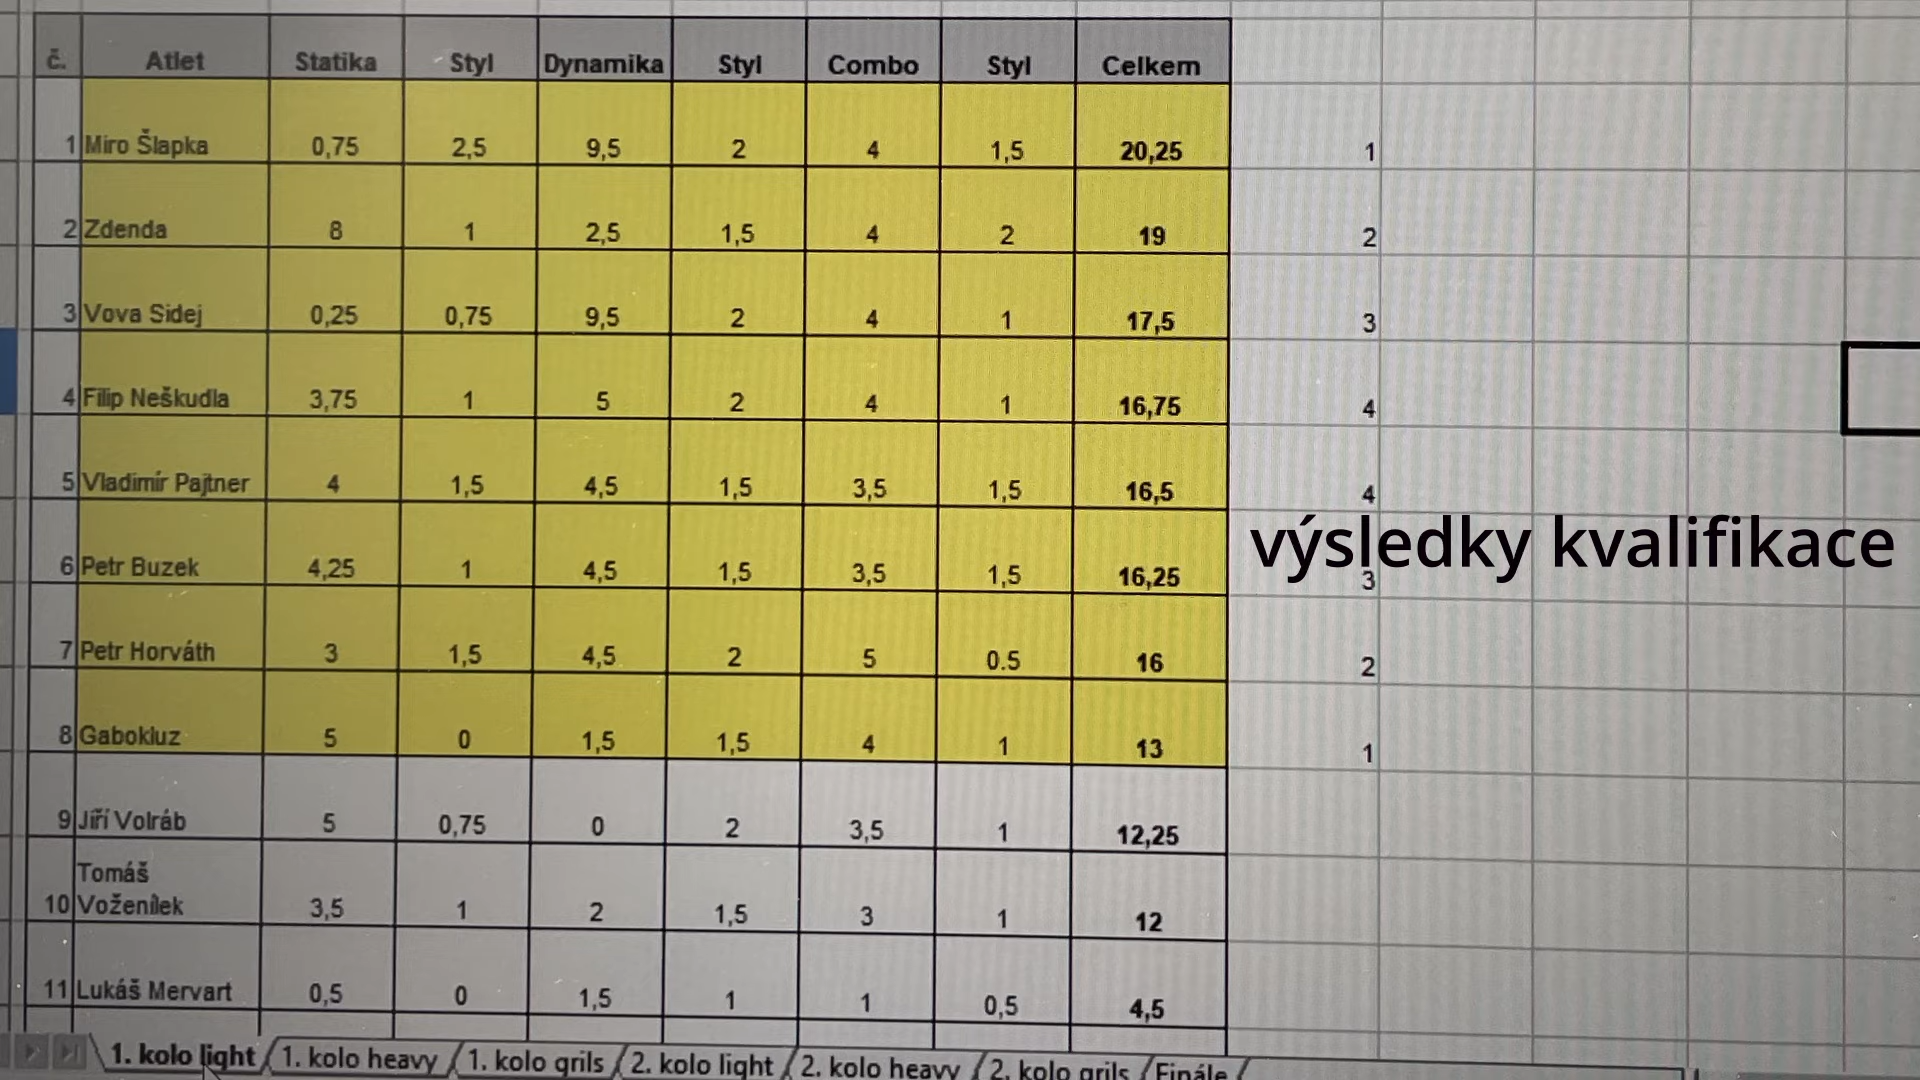 č. Atlet Statika Styl Dynamika Styl Combo Styl Celkem
1 Miro Šlapka 0,75 2,5 9,5 2 4 1,5 20,25 1
2 Zdenda 8 1 2,5 1,5 4 2 19 2
3 Vova Sidej 0,25 0,75 9,5 2 4 1 17,5 3
4 Filip Neškudla 3,75 1 5 2 4 1 16,75 4
5 Vladimír Pajtner 4 1,5 4,5 1,5 3,5 1,5 16,5 4
výsledky kvalifikace
6 Petr Buzek 4,25 1 4,5 1,5 3,5 1,5 16,25 3
7 Petr Horváth 3 1,5 4,5 2 5 0.5 16 2
8 Gabokluz 5 0 1,5 1,5 4 1 13 1
9 Jiří Volráb 5 0,75 0 2 3,5 1 12,25
Tomáš
10 Voženílek 3,5 1 2 1,5 3 1 12
11 Lukáš Mervart 0,5 0 1,5 1 1 0,5 4,5
1. kolo light 1. kolo heavy 1. kolo grils 2. kolo light 2. kolo heavy 2. kolo grils Finále